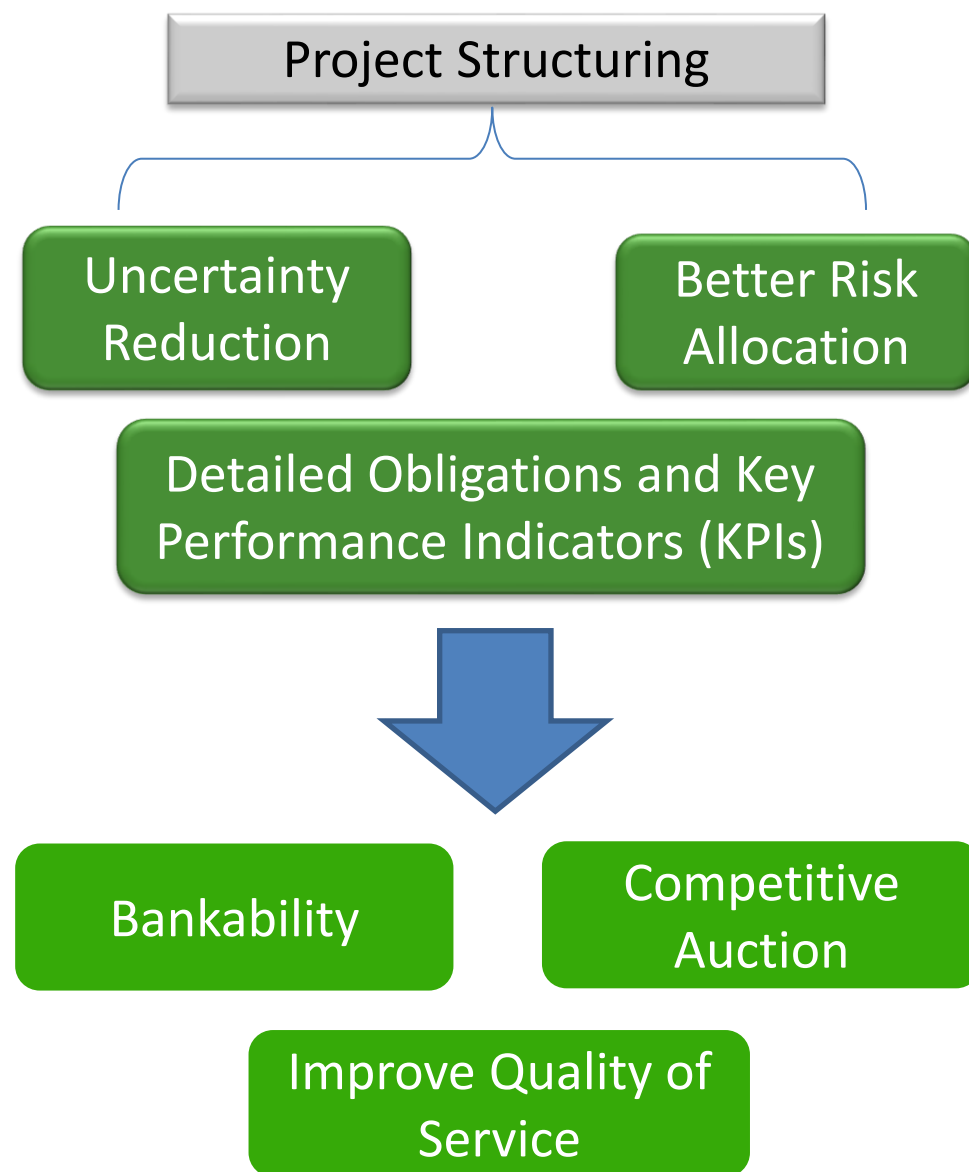 Project Structuring
Uncertainty
Reduction
Better Risk
Allocation
Detailed Obligations and Key
Performance Indicators (KPIs)
Bankability
Competitive
Auction
Improve Quality of
Service